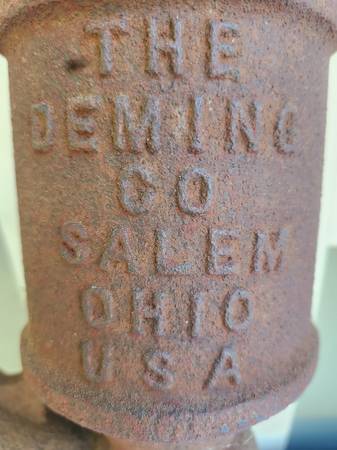 THE
DEMING
CO
SALEM
OHIO
USA